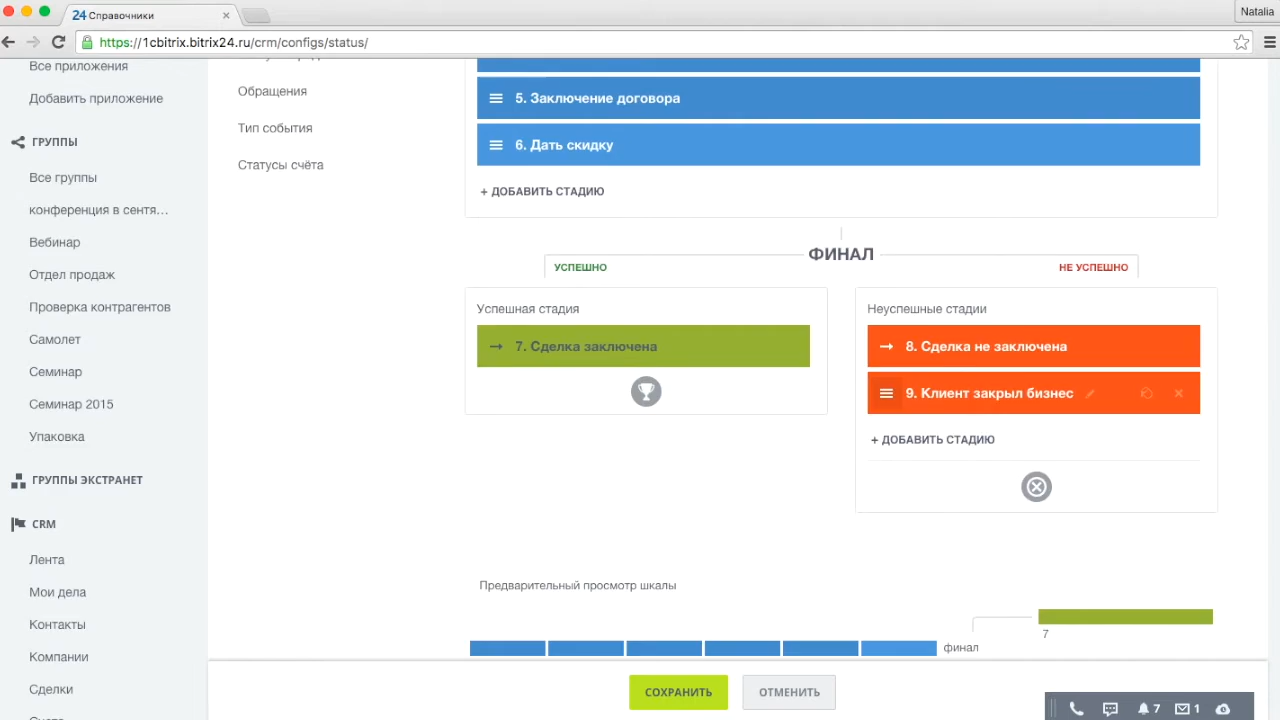 24 Справочники
Natalia
https://1cbitrix.bitrix24.ru/crm/configs/status/
Все приложения
Добавить приложение
ГРУППЫ
Все группы
конференция в сентя...
Вебинар
Отдел продаж
Проверка контрагентов
Самолет
Семинар
Семинар 2015
Упаковка
ГРУППЫ ЭКСТРАНЕТ
CRM
Лента
Мои дела
Контакты
Компании
Сделки
Обращения
Тип события
Статусы счёта
5. Заключение договора
6. Дать скидку
+ ДОБАВИТЬ СТАДИЮ
ФИНАЛ
УСПЕШНО
НЕ УСПЕШНО
Успешная стадия
7. Сделка заключена
Неуспешные стадии
8. Сделка не заключена
9. Клиент закрыл бизнес
+ ДОБАВИТЬ СТАДИЮ
Предварительный просмотр шкалы
7
финал
СОХРАНИТЬ
ОТМЕНИТЬ
7
1